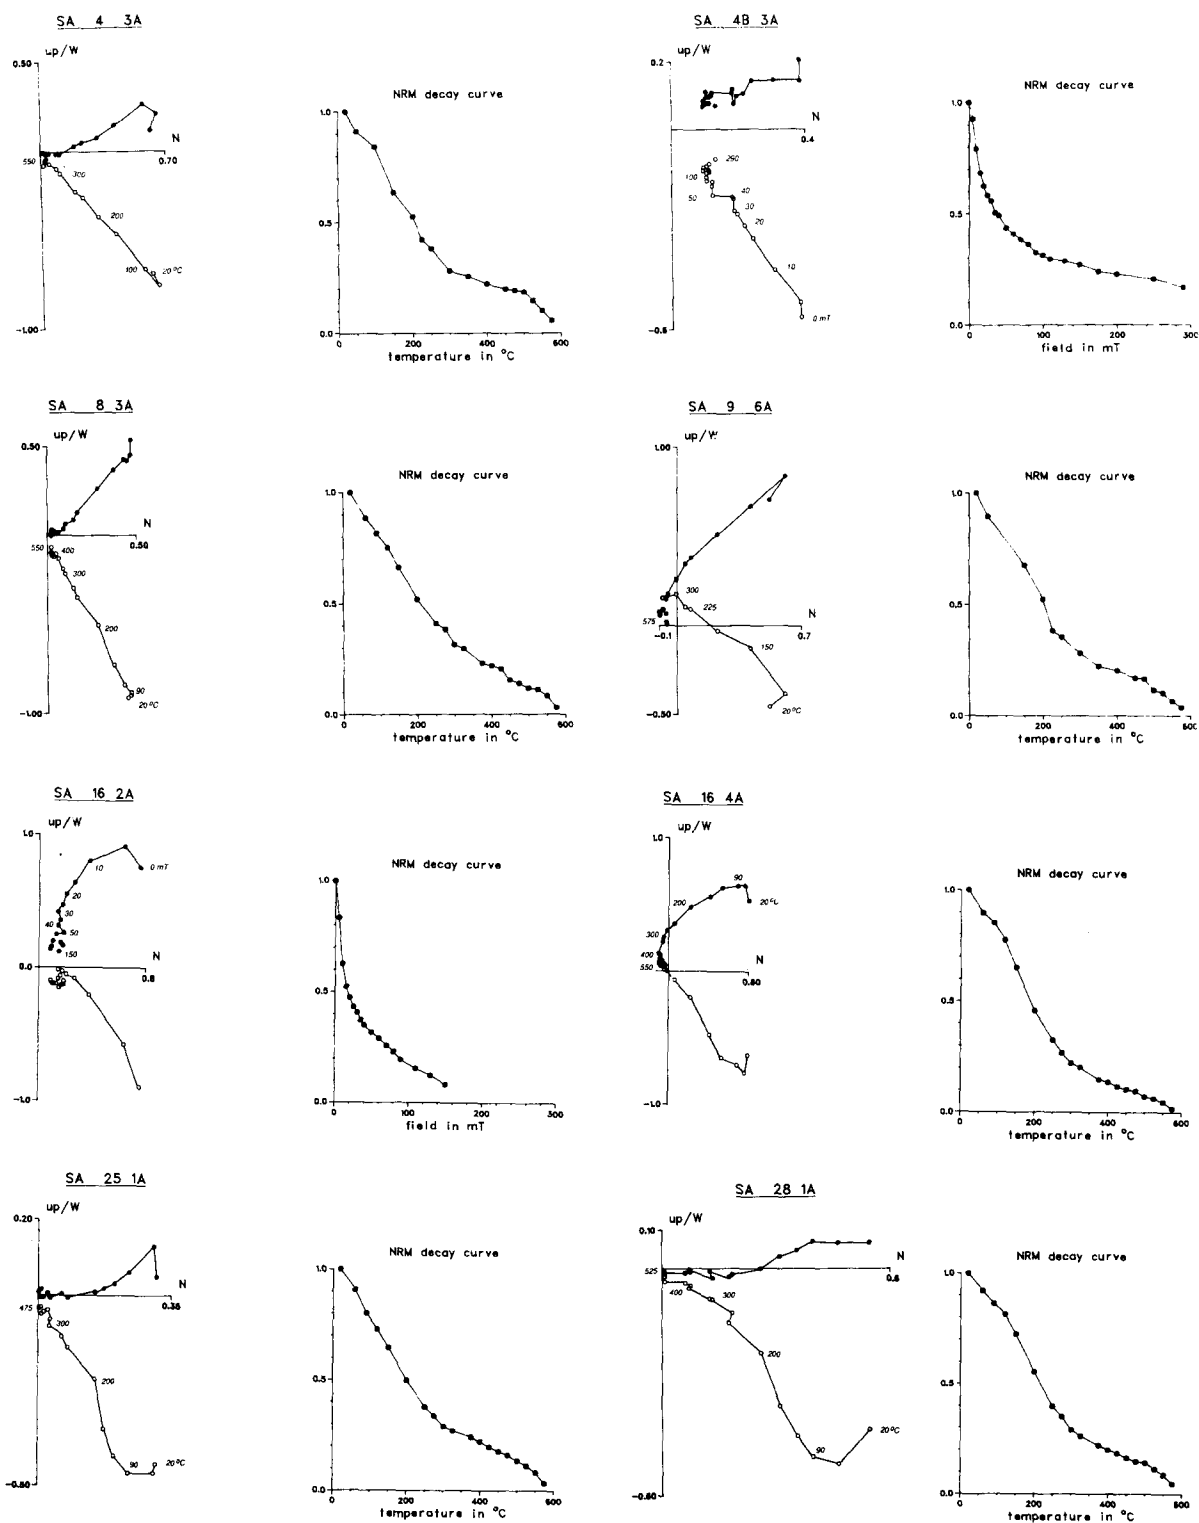 SA 4 3A
up/W
0.50
N
0.70
550
300
200
100
20°C
-1.00
NRM decay curve
1.0
0.5
0.0
0 200 400 600
temperature in °C
SA 4B 3A
up/W
0.2
N
0.4
290
100
50
40
30
20
10
0 mT
-0.5
NRM decay curve
1.0
0.5
0.0
0 100 200 300
field in mT
SA 8 3A
up/W
0.50
N
0.50
550
400
300
200
90
20°C
-1.00
NRM decay curve
1.0
0.5
0.0
0 200 400 600
temperature in °C
SA 9 6A
up/W
1.00
300
225
N
575
-0.1
0.7
150
20°C
-0.50
NRM decay curve
1.0
0.5
0.0
0 200 400 600
temperature in °C
SA 16 2A
up/W
1.0
10
0 mT
20
30
40
50
150
N
0.0
0.8
-1.0
NRM decay curve
1.0
0.5
0.0
0 100 200 300
field in mT
SA 16 4A
up/W
1.0
90
200
20°C
300
400
N
550
0.80
-1.0
NRM decay curve
1.0
0.5
0.0
0 200 400 600
temperature in °C
SA 25 1A
up/W
0.20
N
0.35
475
300
200
90
20°C
NRM decay curve
1.0
0.5
0.0
0 200 400 600
temperature in °C
SA 28 1A
up/W
0.10
N
525
400
300
200
90
20°C
-0.60
NRM decay curve
1.0
0.5
0.0
0 200 400 600
temperature in °C